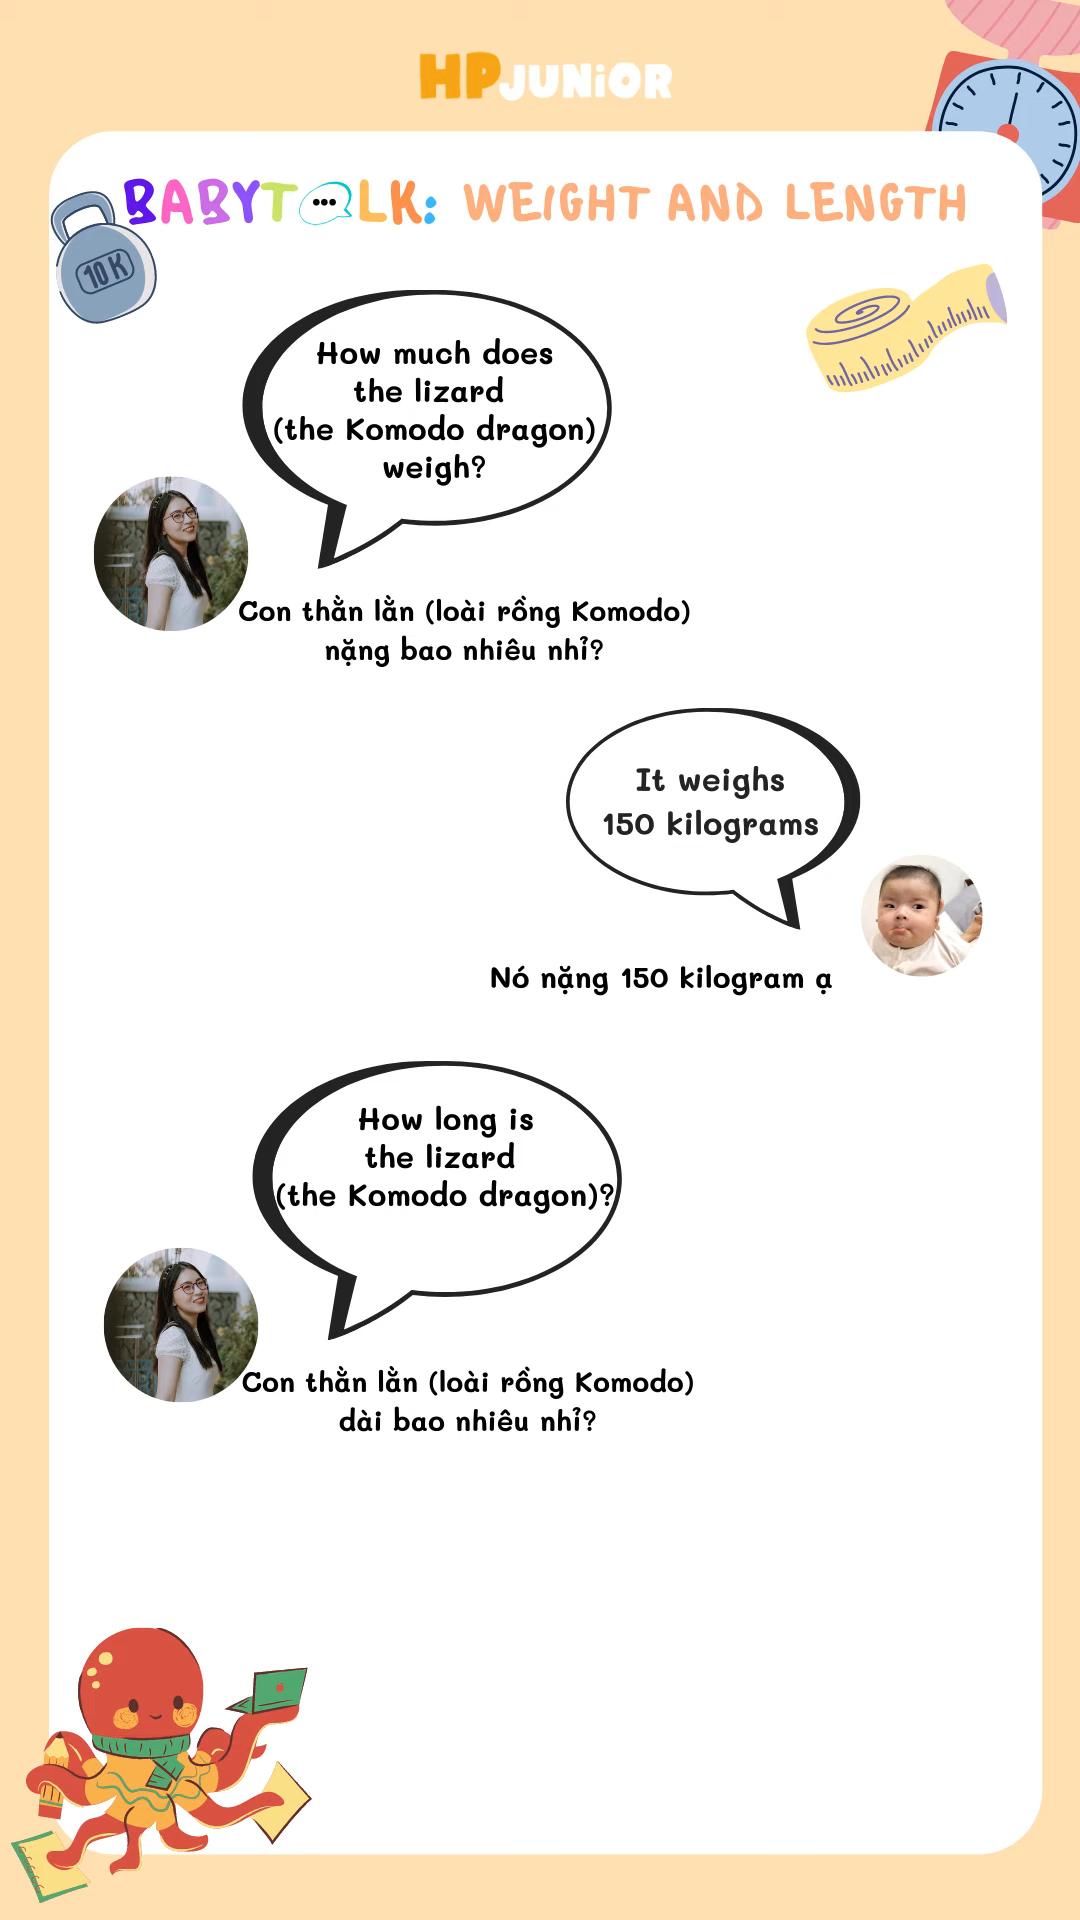 HPJUNiOR
BABYTALK: WEIGHT AND LENGTH
10 K
How much does
the lizard
(the Komodo dragon)
weigh?
Con thằn lằn (loài rồng Komodo)
nặng bao nhiêu nhỉ?
It weighs
150 kilograms
Nó nặng 150 kilogram ạ
How long is
the lizard
(the Komodo dragon)?
Con thằn lằn (loài rồng Komodo)
dài bao nhiêu nhỉ?